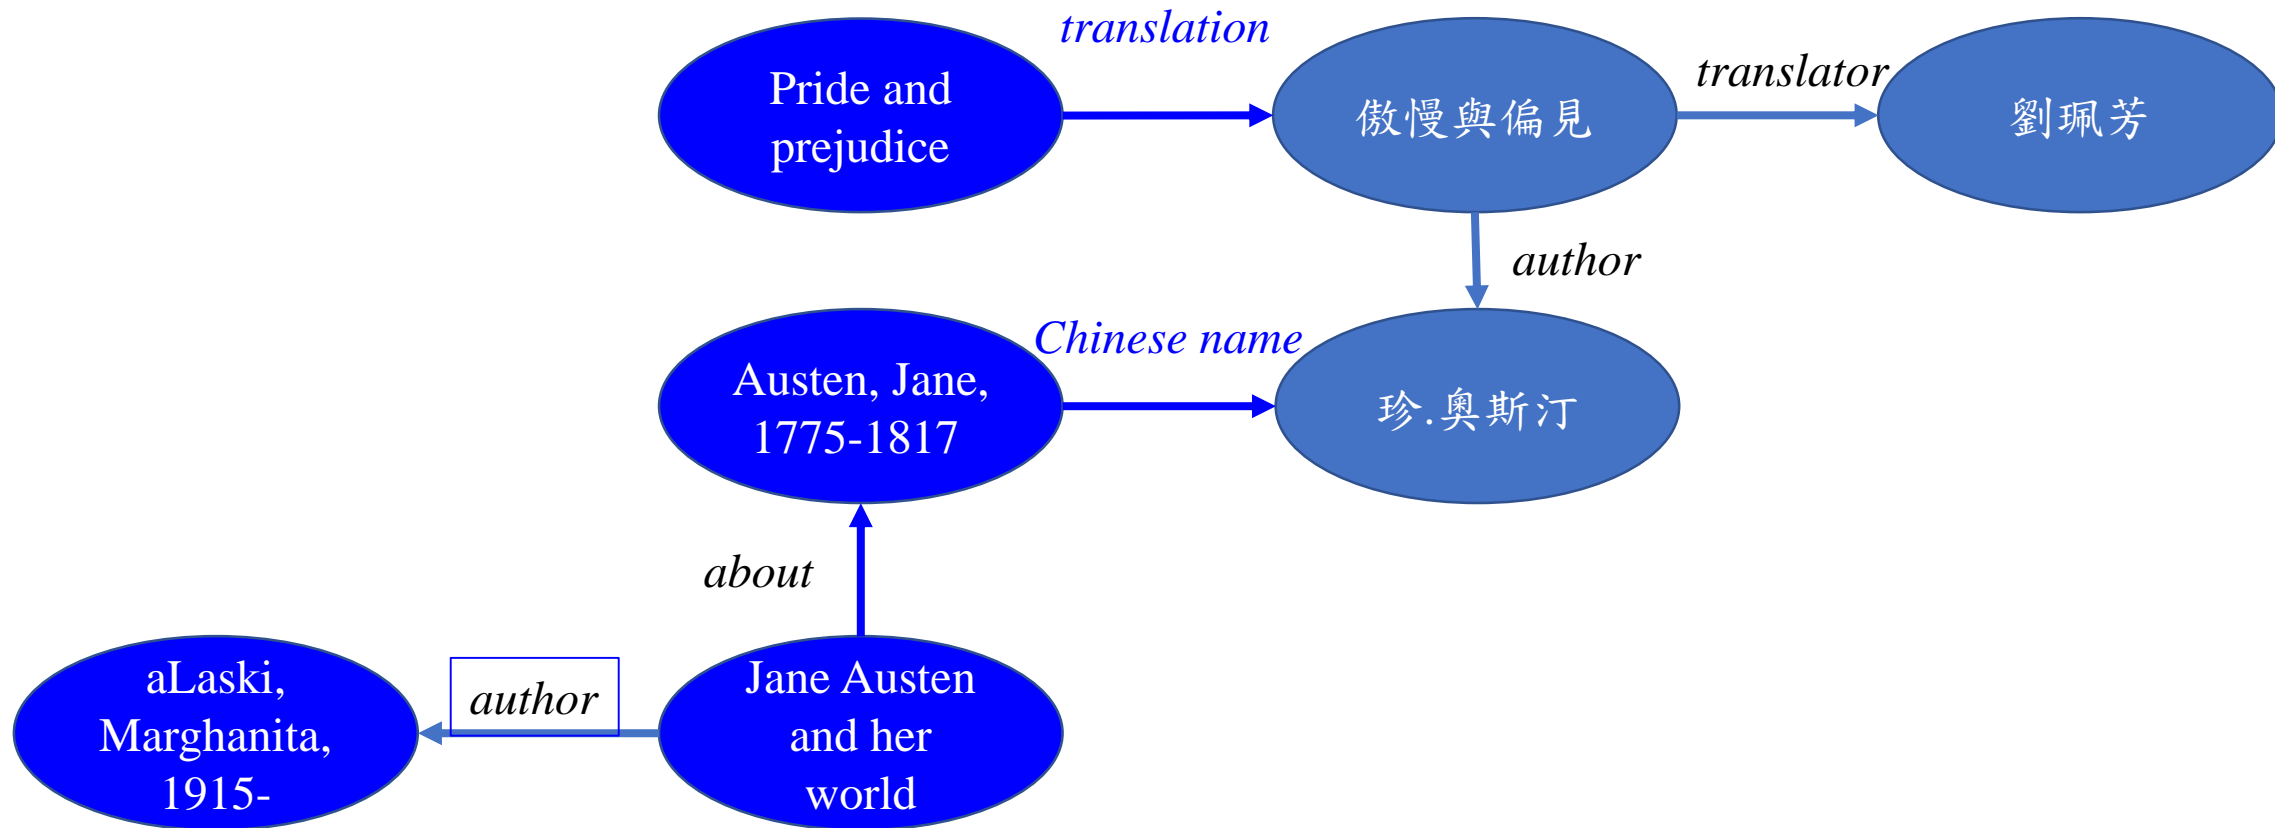 translation
Pride and
prejudice
傲慢與偏見
translator
劉珮芳
author
Austen, Jane,
1775-1817
Chinese name
珍.奧斯汀
about
aLaski,
Marghanita,
1915-
author
Jane Austen
and her
world